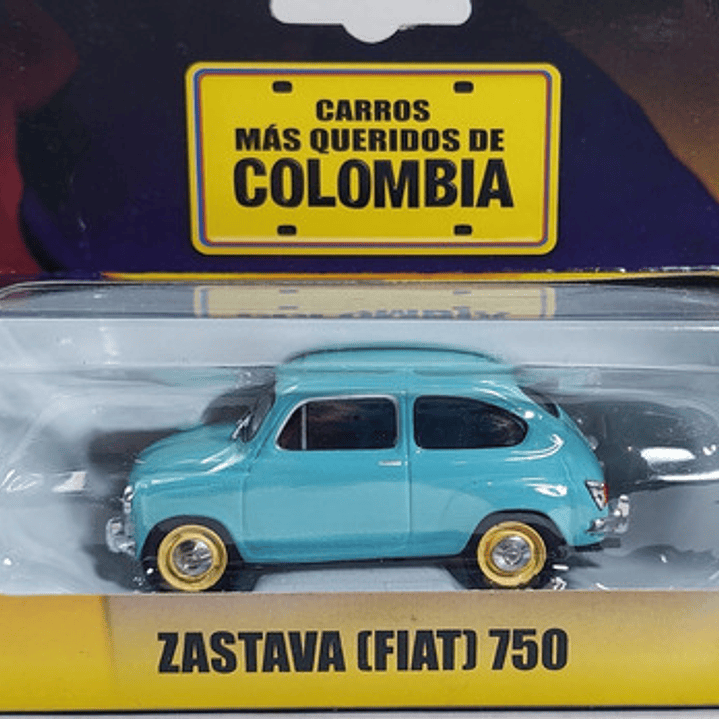 CARROS
MÁS QUERIDOS DE
COLOMBIA
ZASTAVA (FIAT) 750